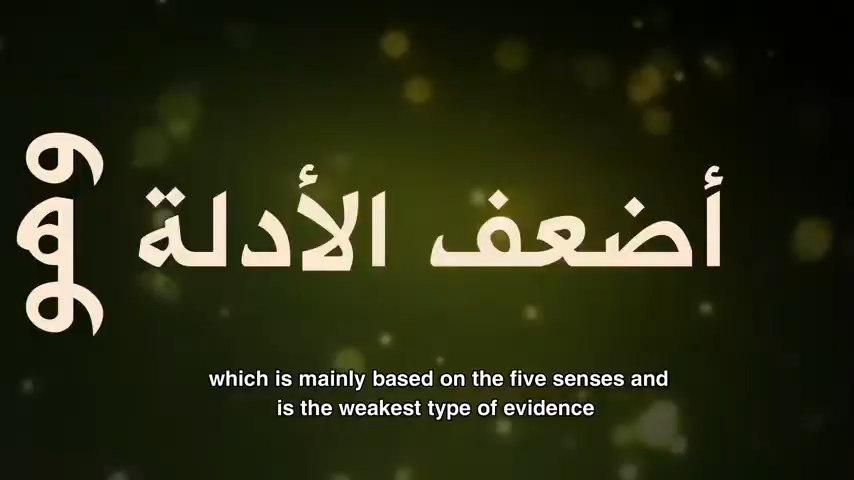 أضعف الأدلة
وهو
which is mainly based on the five senses and
is the weakest type of evidence